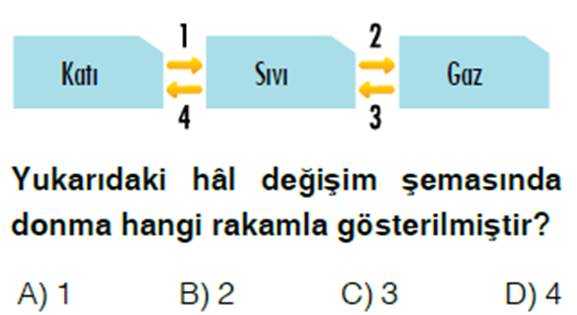 1 2
Katı Sıvı Gaz
4 3
Yukarıdaki hâl değişim şemasında
donma hangi rakamla gösterilmiştir?
A) 1 B) 2 C) 3 D) 4